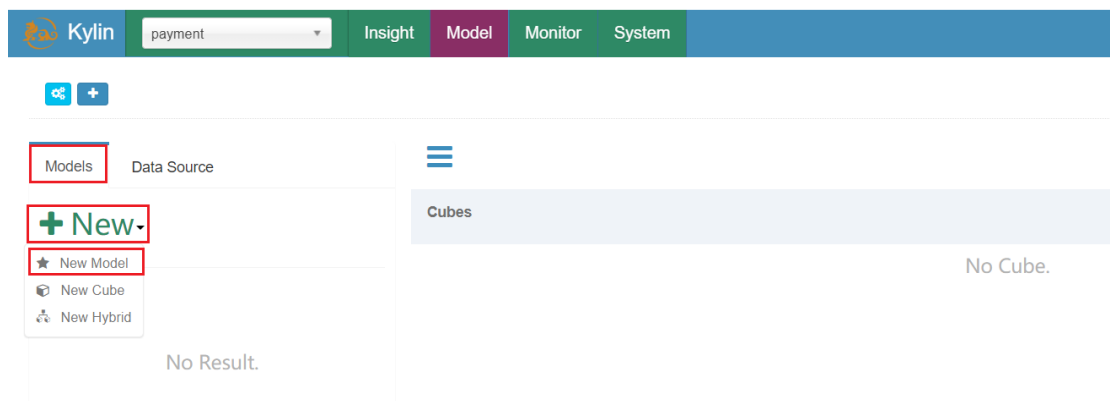 Kylin payment Insight Model Monitor System
Models Data Source
New
Cubes
New Model
No Cube.
New Cube
New Hybrid
No Result.